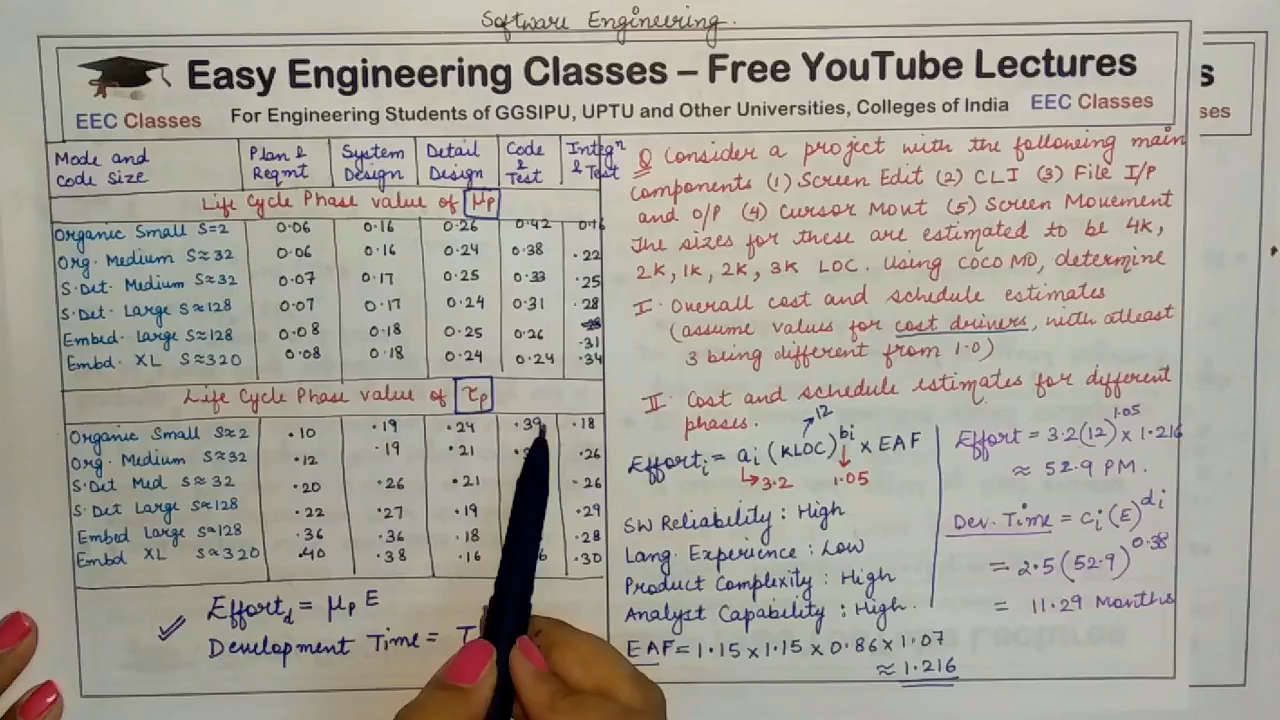 Software Engineering.
Easy Engineering Classes – Free YouTube Lectures
EEC Classes
For Engineering Students of GGSIPU, UPTU and Other Universities, Colleges of India
EEC Classes
s
ses
Mode and code size Plan & Reqmt System Design Detail Design Code & Test Integrn & Test
Life Cycle Phase value of μp
Organic Small S=2 0.06 0.16 0.26 0.42 0.16
Org. Medium S≈32 0.06 0.16 0.24 0.38 .22
S.Det. Medium S≈32 0.07 0.17 0.25 0.33 .25
S.Det. Large S≈128 0.07 0.17 0.24 0.31 .28
Embed. Large S≈128 0.08 0.18 0.25 0.26 .31
Embd. XL S≈320 0.08 0.18 0.24 0.24 .34
Life Cycle Phase value of τp
Organic Small S≈2 .10 .19 .24 .39 .18
Org. Medium S≈32 .12 .19 .21 .26
S.Det Med S≈32 .20 .26 .21 .26
S.Det Large S≈128 .22 .27 .19 .29
Embed Large S≈128 .36 .36 .18 .28
Embd XL S≈320 .40 .38 .16 .30
Effortd = μp E
Development Time =
Q Consider a project with the following main
components (1) Screen Edit (2) CLI (3) File I/P
and O/P (4) Cursor Movt (5) Screen Movement
The sizes for these are estimated to be 4k,
2k, 1k, 2k, 3k LOC. Using COCOMO, determine
I. Overall cost and schedule estimates
(assume values for cost drivers, with atleast
3 being different from 1.0)
II. Cost and schedule estimates for different
phases.
Efforti = ai (KLOC)^bi × EAF
12
3.2 1.05
SW Reliability : High
Lang. Experience : Low
Product Complexity : High
Analyst Capability : High.
EAF = 1.15 × 1.15 × 0.86 × 1.07
≈ 1.216
Effort = 3.2(12)^1.05 × 1.216
≈ 52.9 PM.
Dev. Time = ci (E)^di
= 2.5 (52.9)^0.38
= 11.29 Months